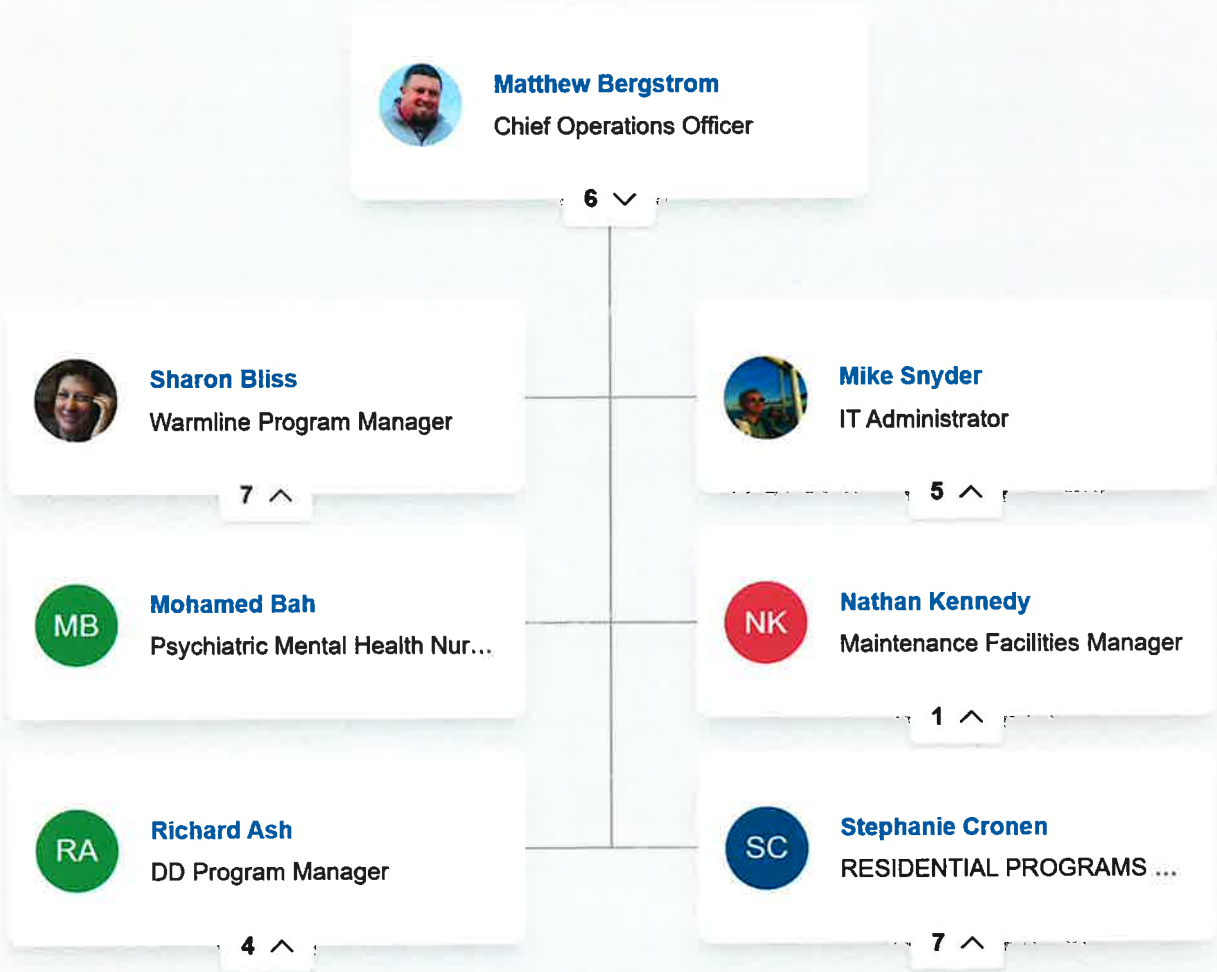 Matthew Bergstrom
Chief Operations Officer
6
Sharon Bliss
Warmline Program Manager
7
Mike Snyder
IT Administrator
5
MB
Mohamed Bah
Psychiatric Mental Health Nur...
NK
Nathan Kennedy
Maintenance Facilities Manager
1
RA
Richard Ash
DD Program Manager
4
SC
Stephanie Cronen
RESIDENTIAL PROGRAMS ...
7